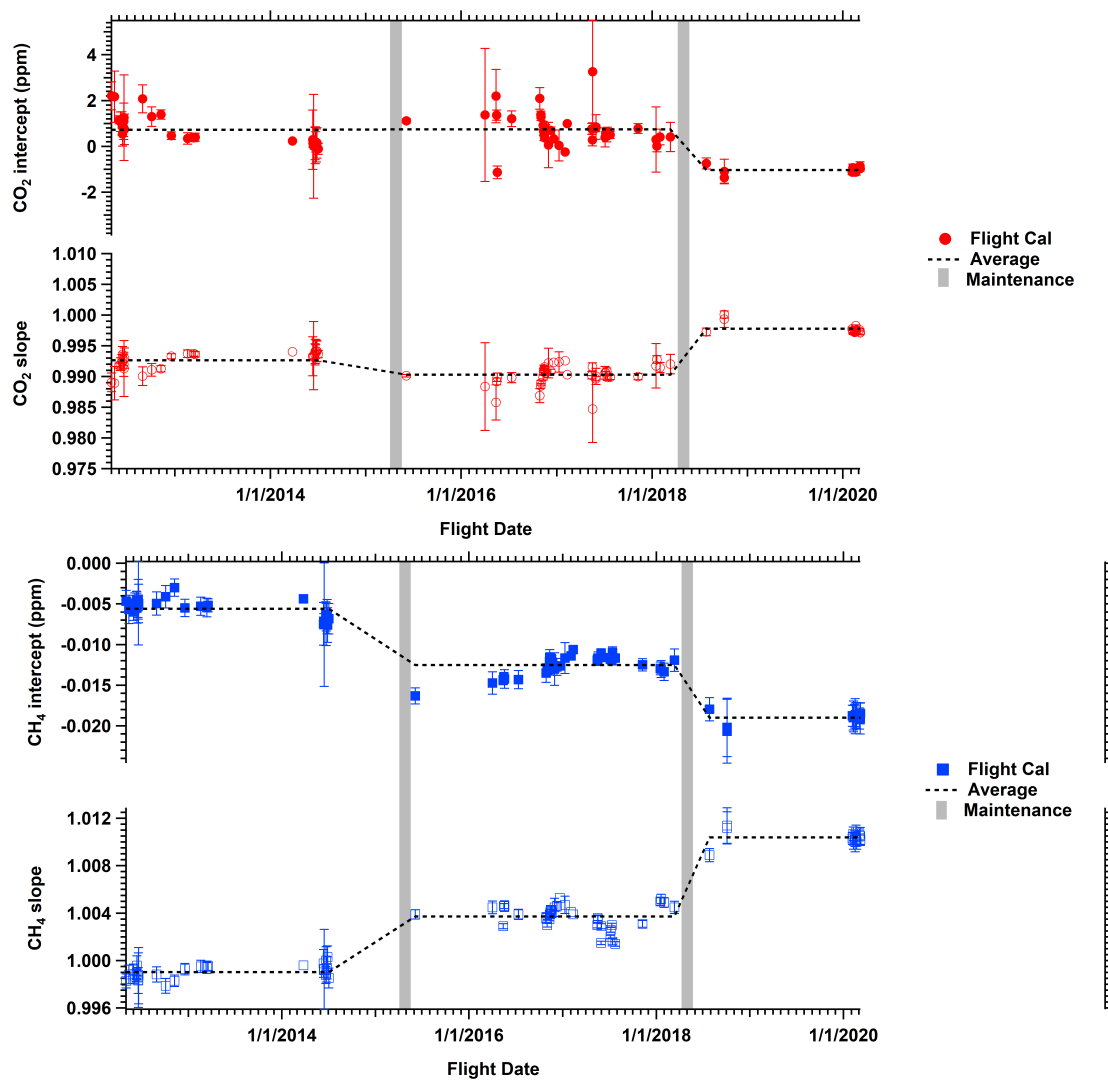 4
2
0
-2
CO2 intercept (ppm)
1.010
1.005
1.000
0.995
0.990
0.985
0.980
0.975
CO2 slope
1/1/2014 1/1/2016 1/1/2018 1/1/2020
Flight Date
Flight Cal
Average
Maintenance
0.000
-0.005
-0.010
-0.015
-0.020
CH4 intercept (ppm)
1.012
1.008
1.004
1.000
0.996
CH4 slope
1/1/2014 1/1/2016 1/1/2018 1/1/2020
Flight Date
Flight Cal
Average
Maintenance